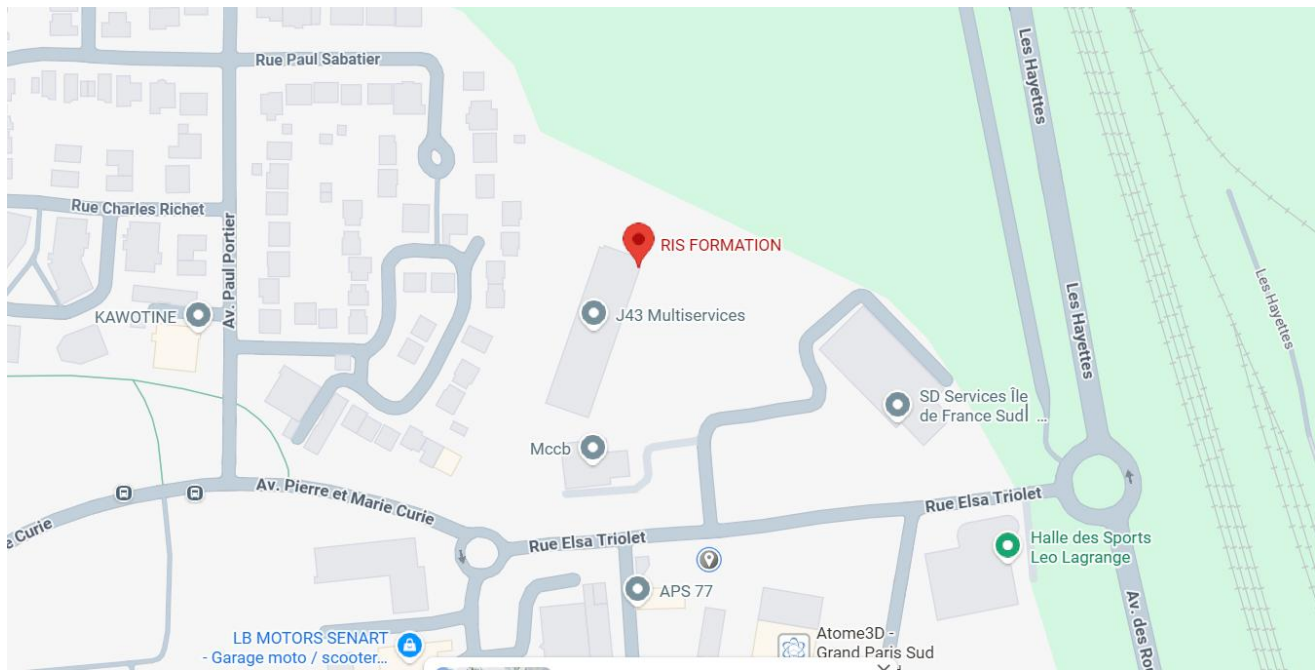 Rue Paul Sabatier
Les Hayettes
Rue Charles Richet
Av. Paul Portier
RIS FORMATION
KAWOTINE
J43 Multiservices
Les Hayettes
Les Hayettes
SD Services Île
de France Sud ...
Mccb
Av. Pierre et Marie Curie
Rue Elsa Triolet
e Curie
Rue Elsa Triolet
Halle des Sports
Leo Lagrange
APS 77
Av. des Ro
LB MOTORS SENART
- Garage moto / scooter...
Atome3D -
Grand Paris Sud